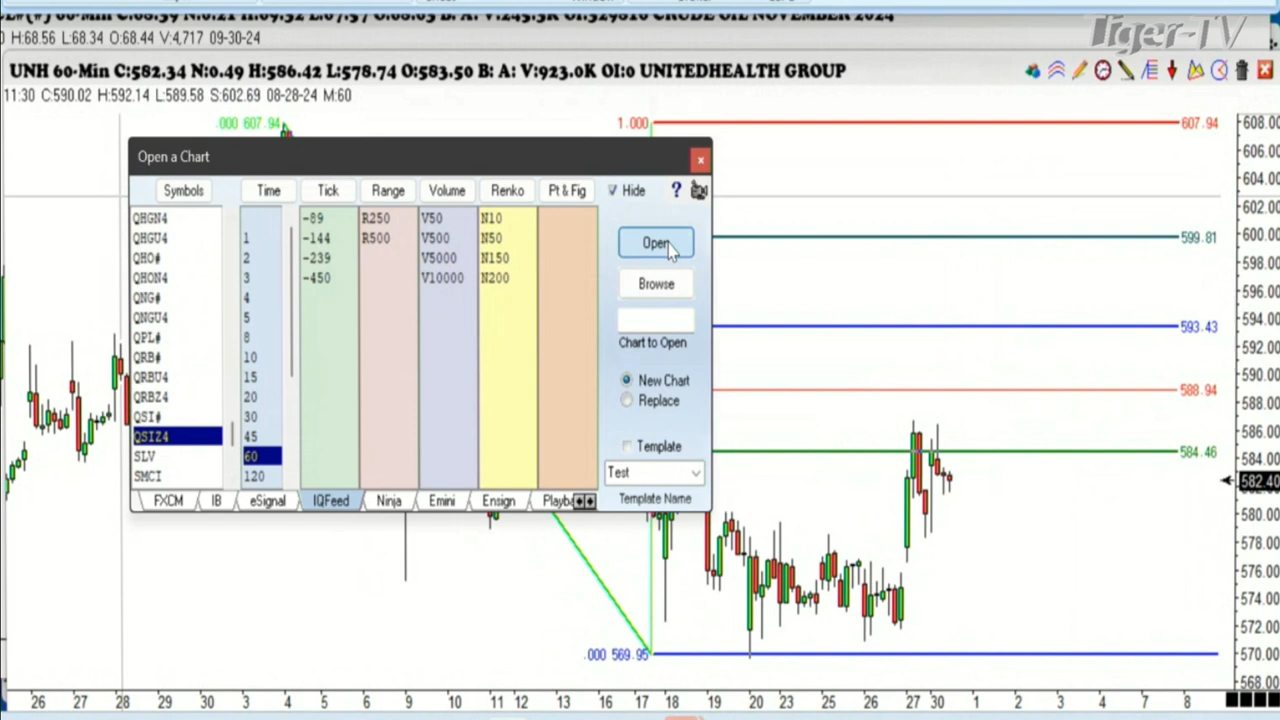 CRUDE OIL NOVEMBER 2024
Tiger-TV
H:68.56 L:68.34 O:68.44 V:4,717 09-30-24
UNH 60-Min C:582.34 N:0.49 H:586.42 L:578.74 O:583.50 B: A: V:923.0K OI:0 UNITEDHEALTH GROUP
11:30 C:590.02 H:592.14 L:589.58 S:602.69 08-28-24 M:60
.000 607.94
1.000
607.94
608.00
Open a Chart
606.00
604.00
Symbols Time Tick Range Volume Renko Pt & Fig Hide ?
602.00
QHGN4 -89 R250 V50 N10
QHGU4 1 -144 R500 V500 N50
Open
599.81
600.00
QHO# 2 -239 V5000 N150
598.00
QHON4 3 -450 V10000 N200
Browse
596.00
QNG# 4
QNGU4 5
593.43
594.00
QPL# 8
Chart to Open
592.00
QRB# 10
QRBU4 15
New Chart
588.94
590.00
QRBZ4 20
Replace
588.00
QSI# 30
586.00
QSIZ4 45
Template
584.46
584.00
SLV 60
SMCI 120
Test
582.40
FXCM IB eSignal IQFeed Ninja Emini Ensign Playba
Template Name
580.00
578.00
576.00
574.00
572.00
.000 569.95
570.00
568.00
26 27 28 3 4 5 9 10 11 12 13 16 17 18 19 20 23 25 26 27 30 1 2 3 4 7 8